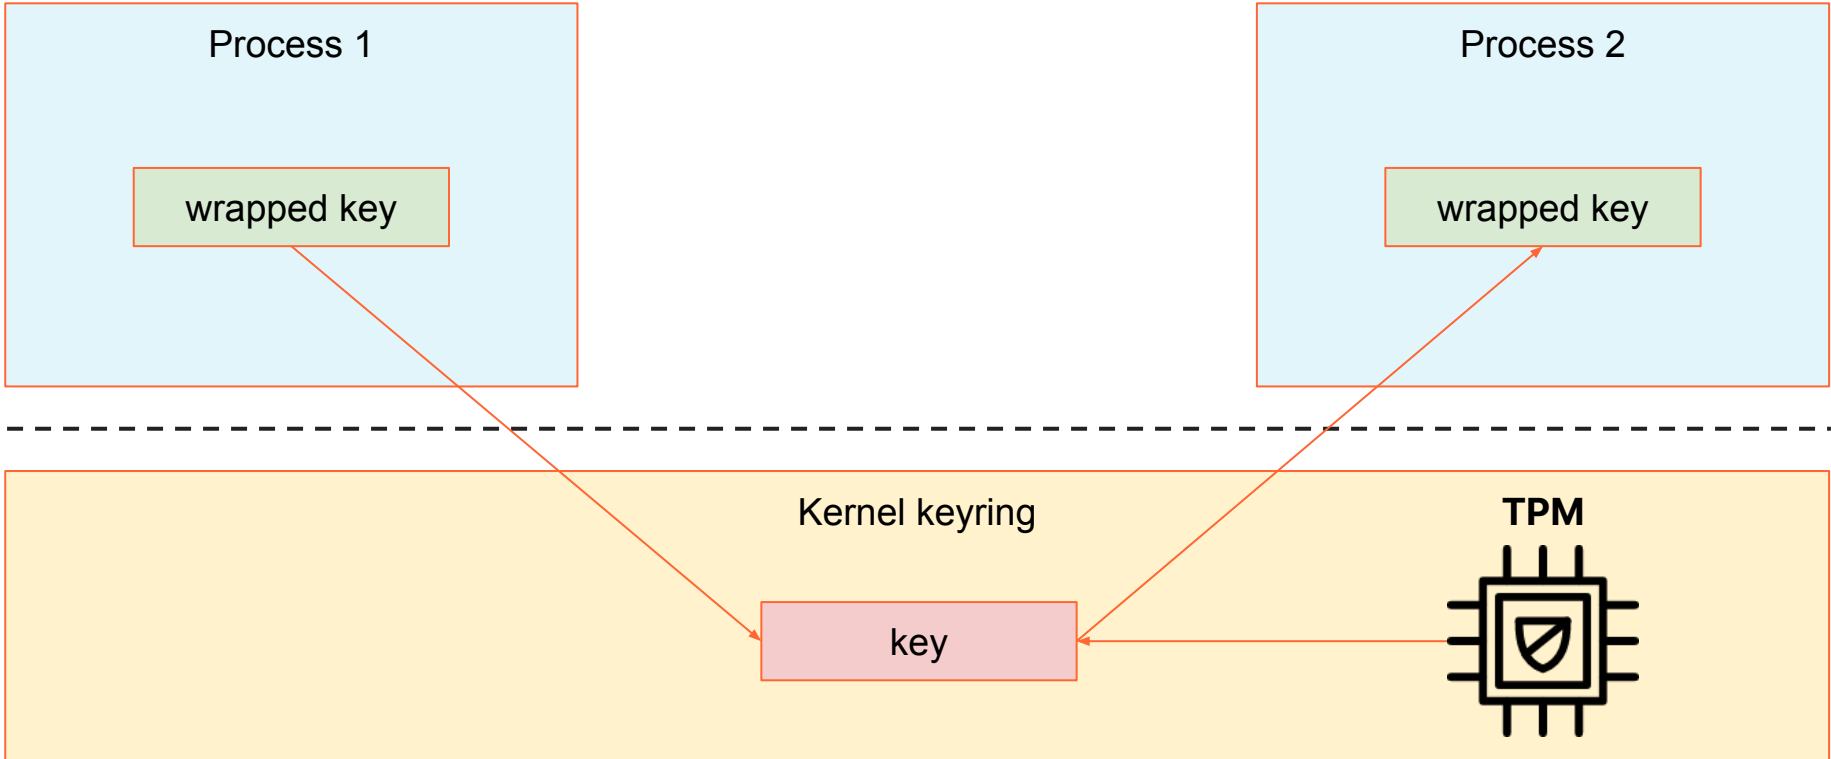 Process 1
Process 2
wrapped key
wrapped key
Kernel keyring
TPM
key